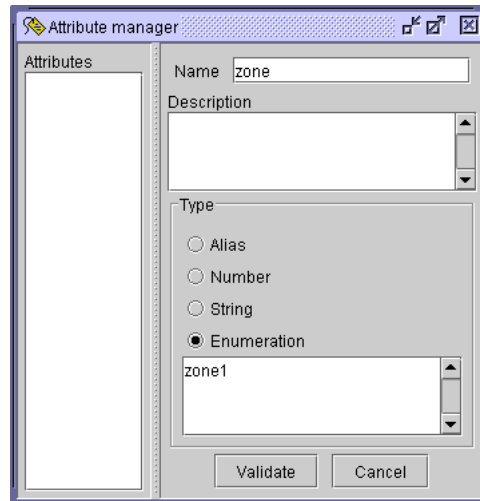 Attribute manager
Attributes
Name zone
Description
Type
Alias
Number
String
Enumeration
zone1
Validate Cancel